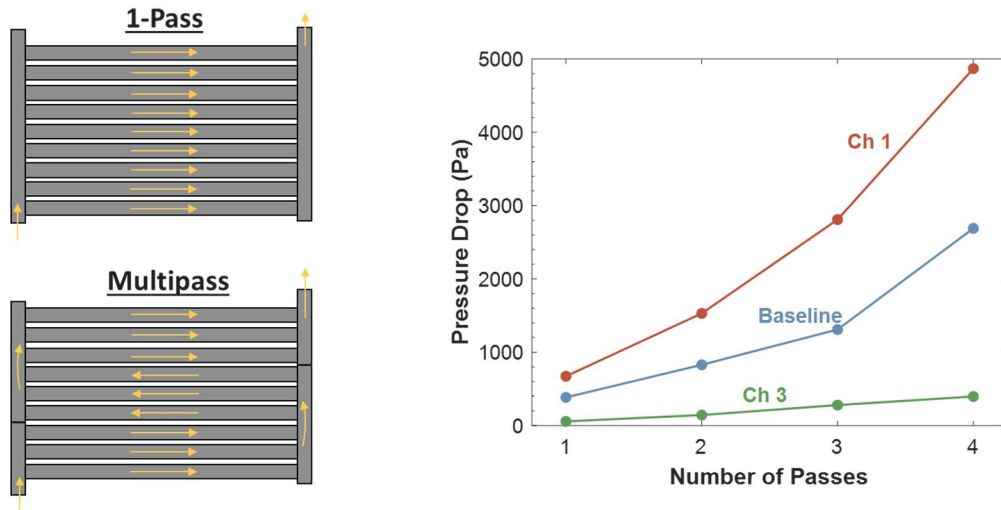 1-Pass
Multipass
5000
4000
3000
2000
1000
0
Pressure Drop (Pa)
Ch 1
Baseline
Ch 3
1 2 3 4
Number of Passes